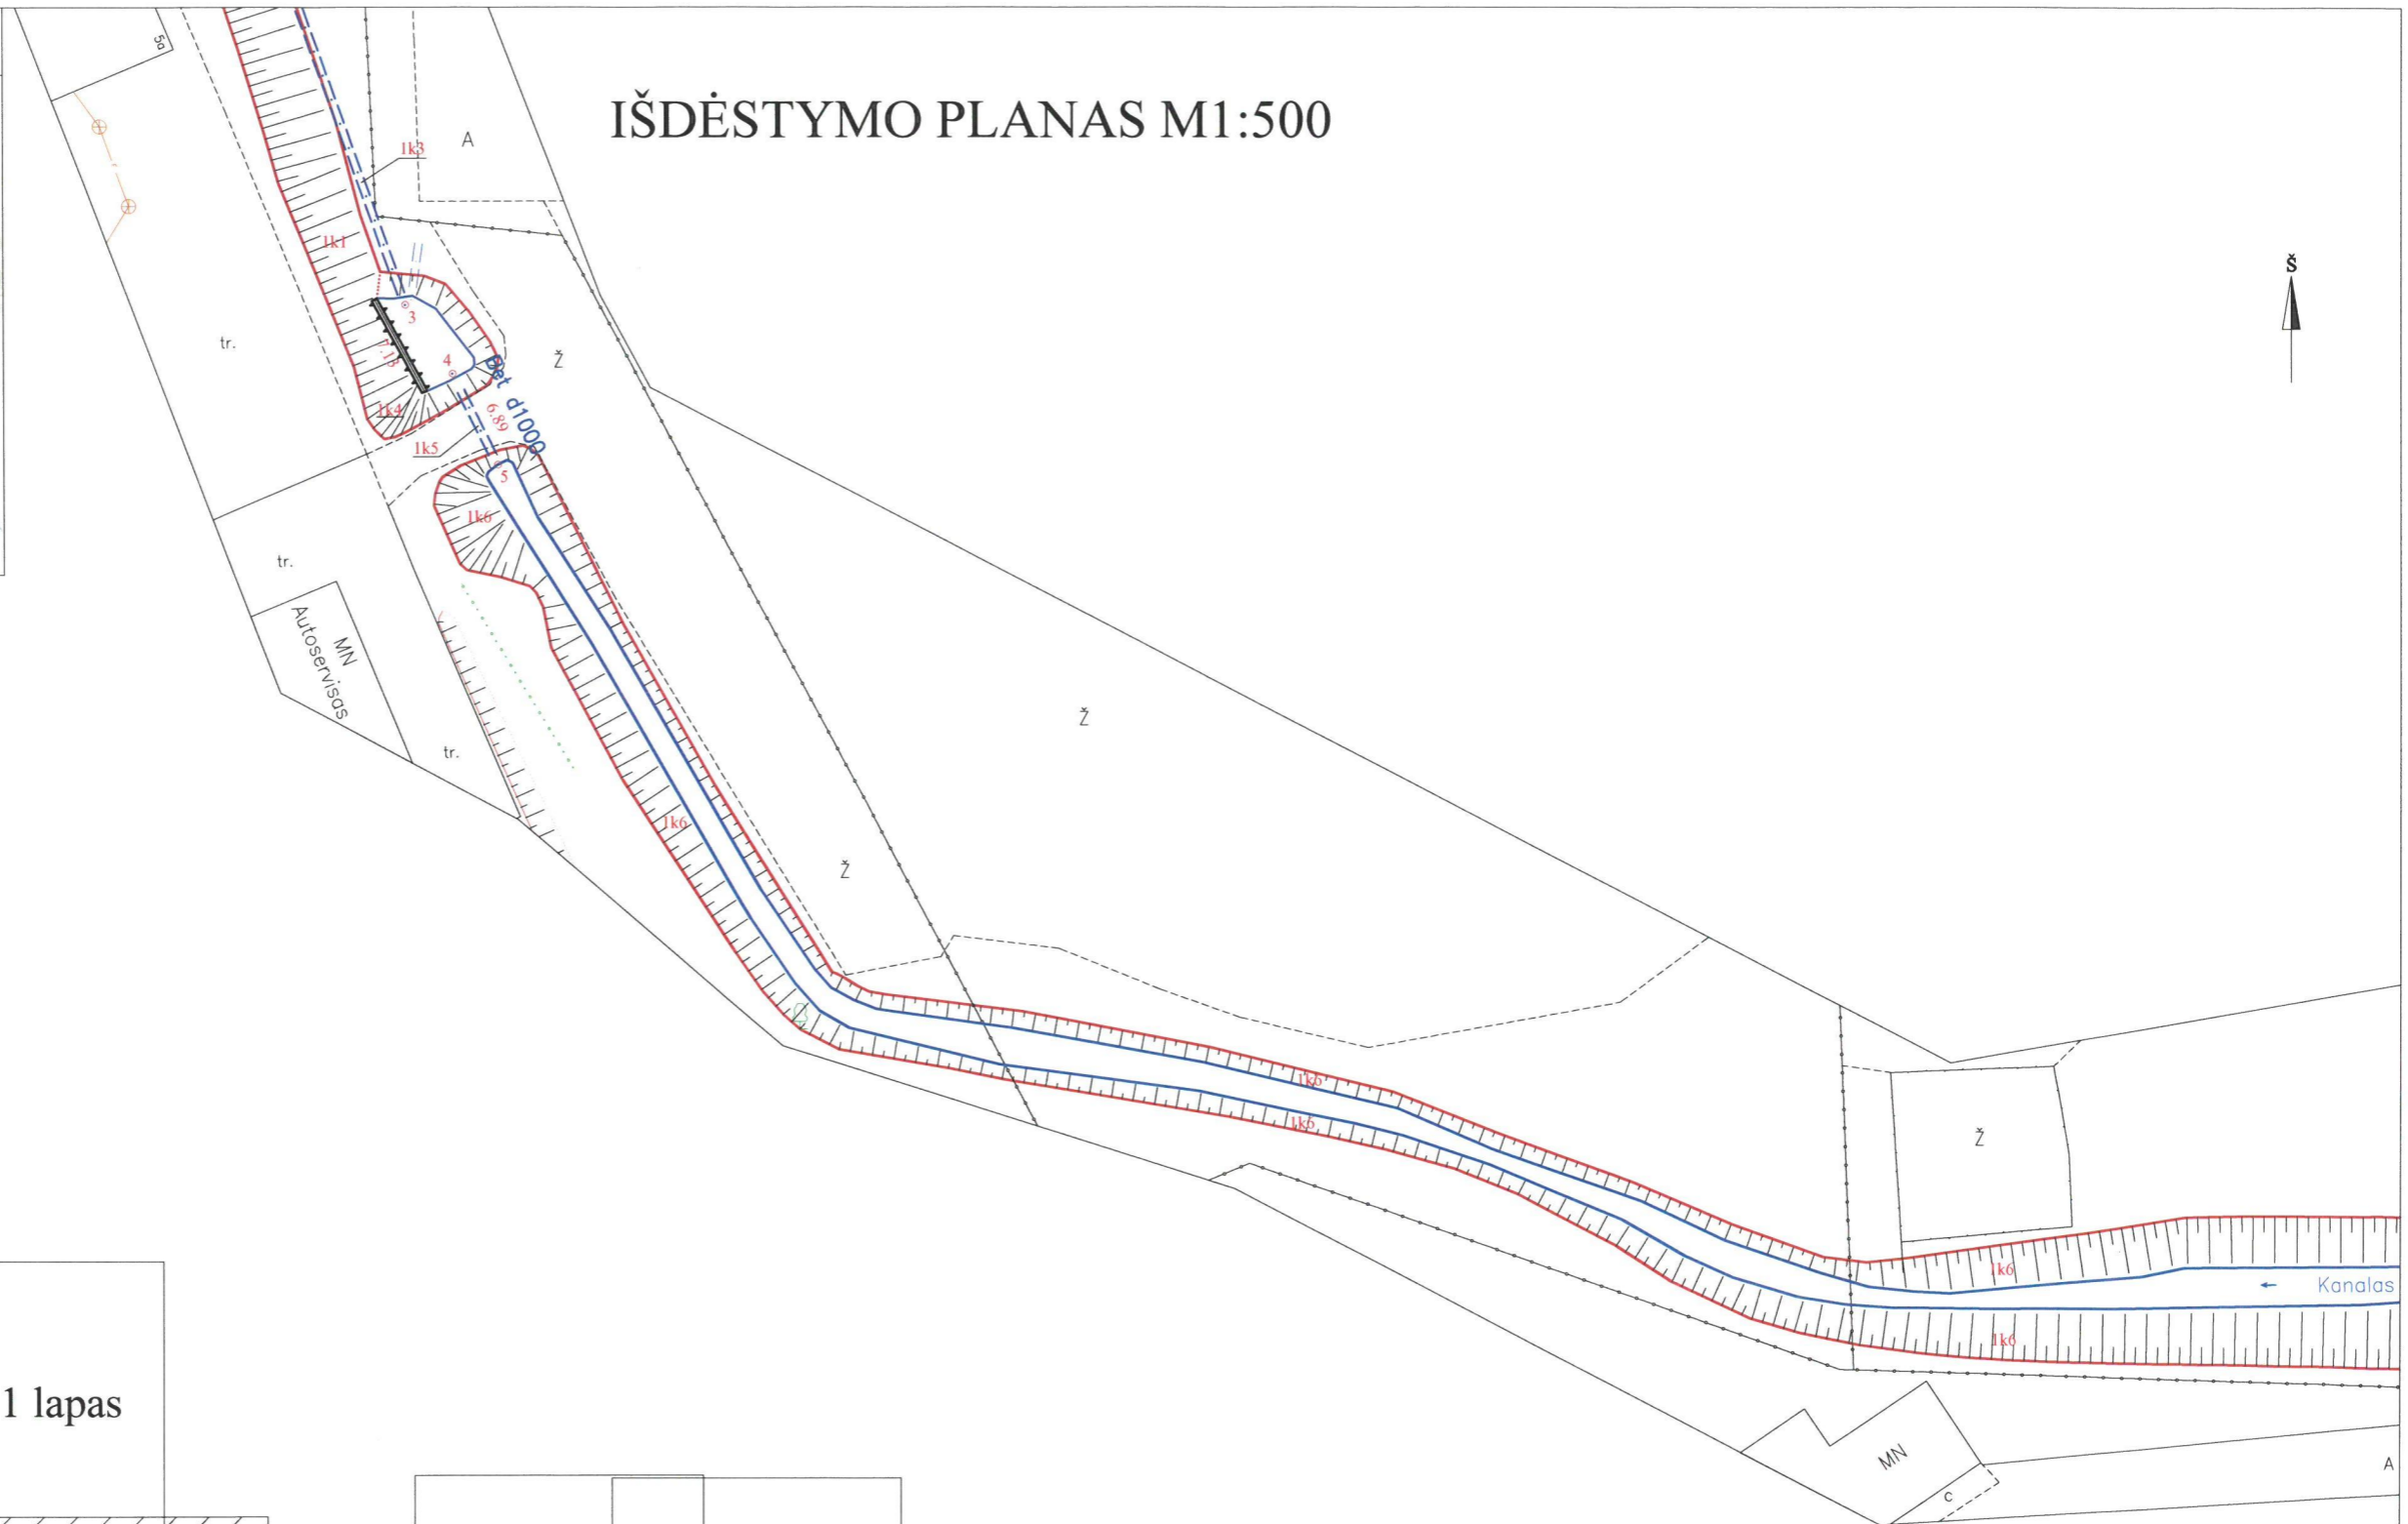 5a
IŠDĖSTYMO PLANAS M1:500
A
1k3
Š
1k1
3
tr.
4
Ž
Bet d1000
1k4
6.89
1k5
5
1k6
tr.
MN
Autoservisas
Ž
tr.
1k6
Ž
1k6
1k6
Ž
1k6
Kanalas
1k6
1 lapas
MN
A
C